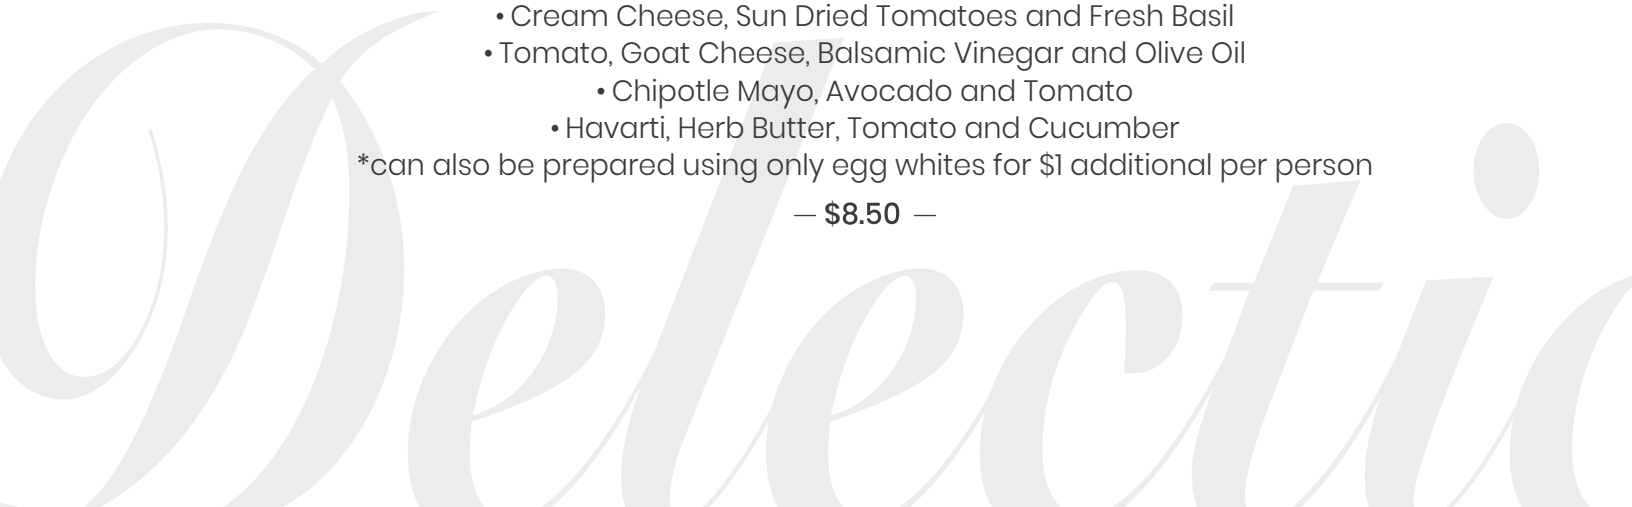 • Cream Cheese, Sun Dried Tomatoes and Fresh Basil
• Tomato, Goat Cheese, Balsamic Vinegar and Olive Oil
• Chipotle Mayo, Avocado and Tomato
• Havarti, Herb Butter, Tomato and Cucumber
*can also be prepared using only egg whites for $1 additional per person
— $8.50 —
Delectio